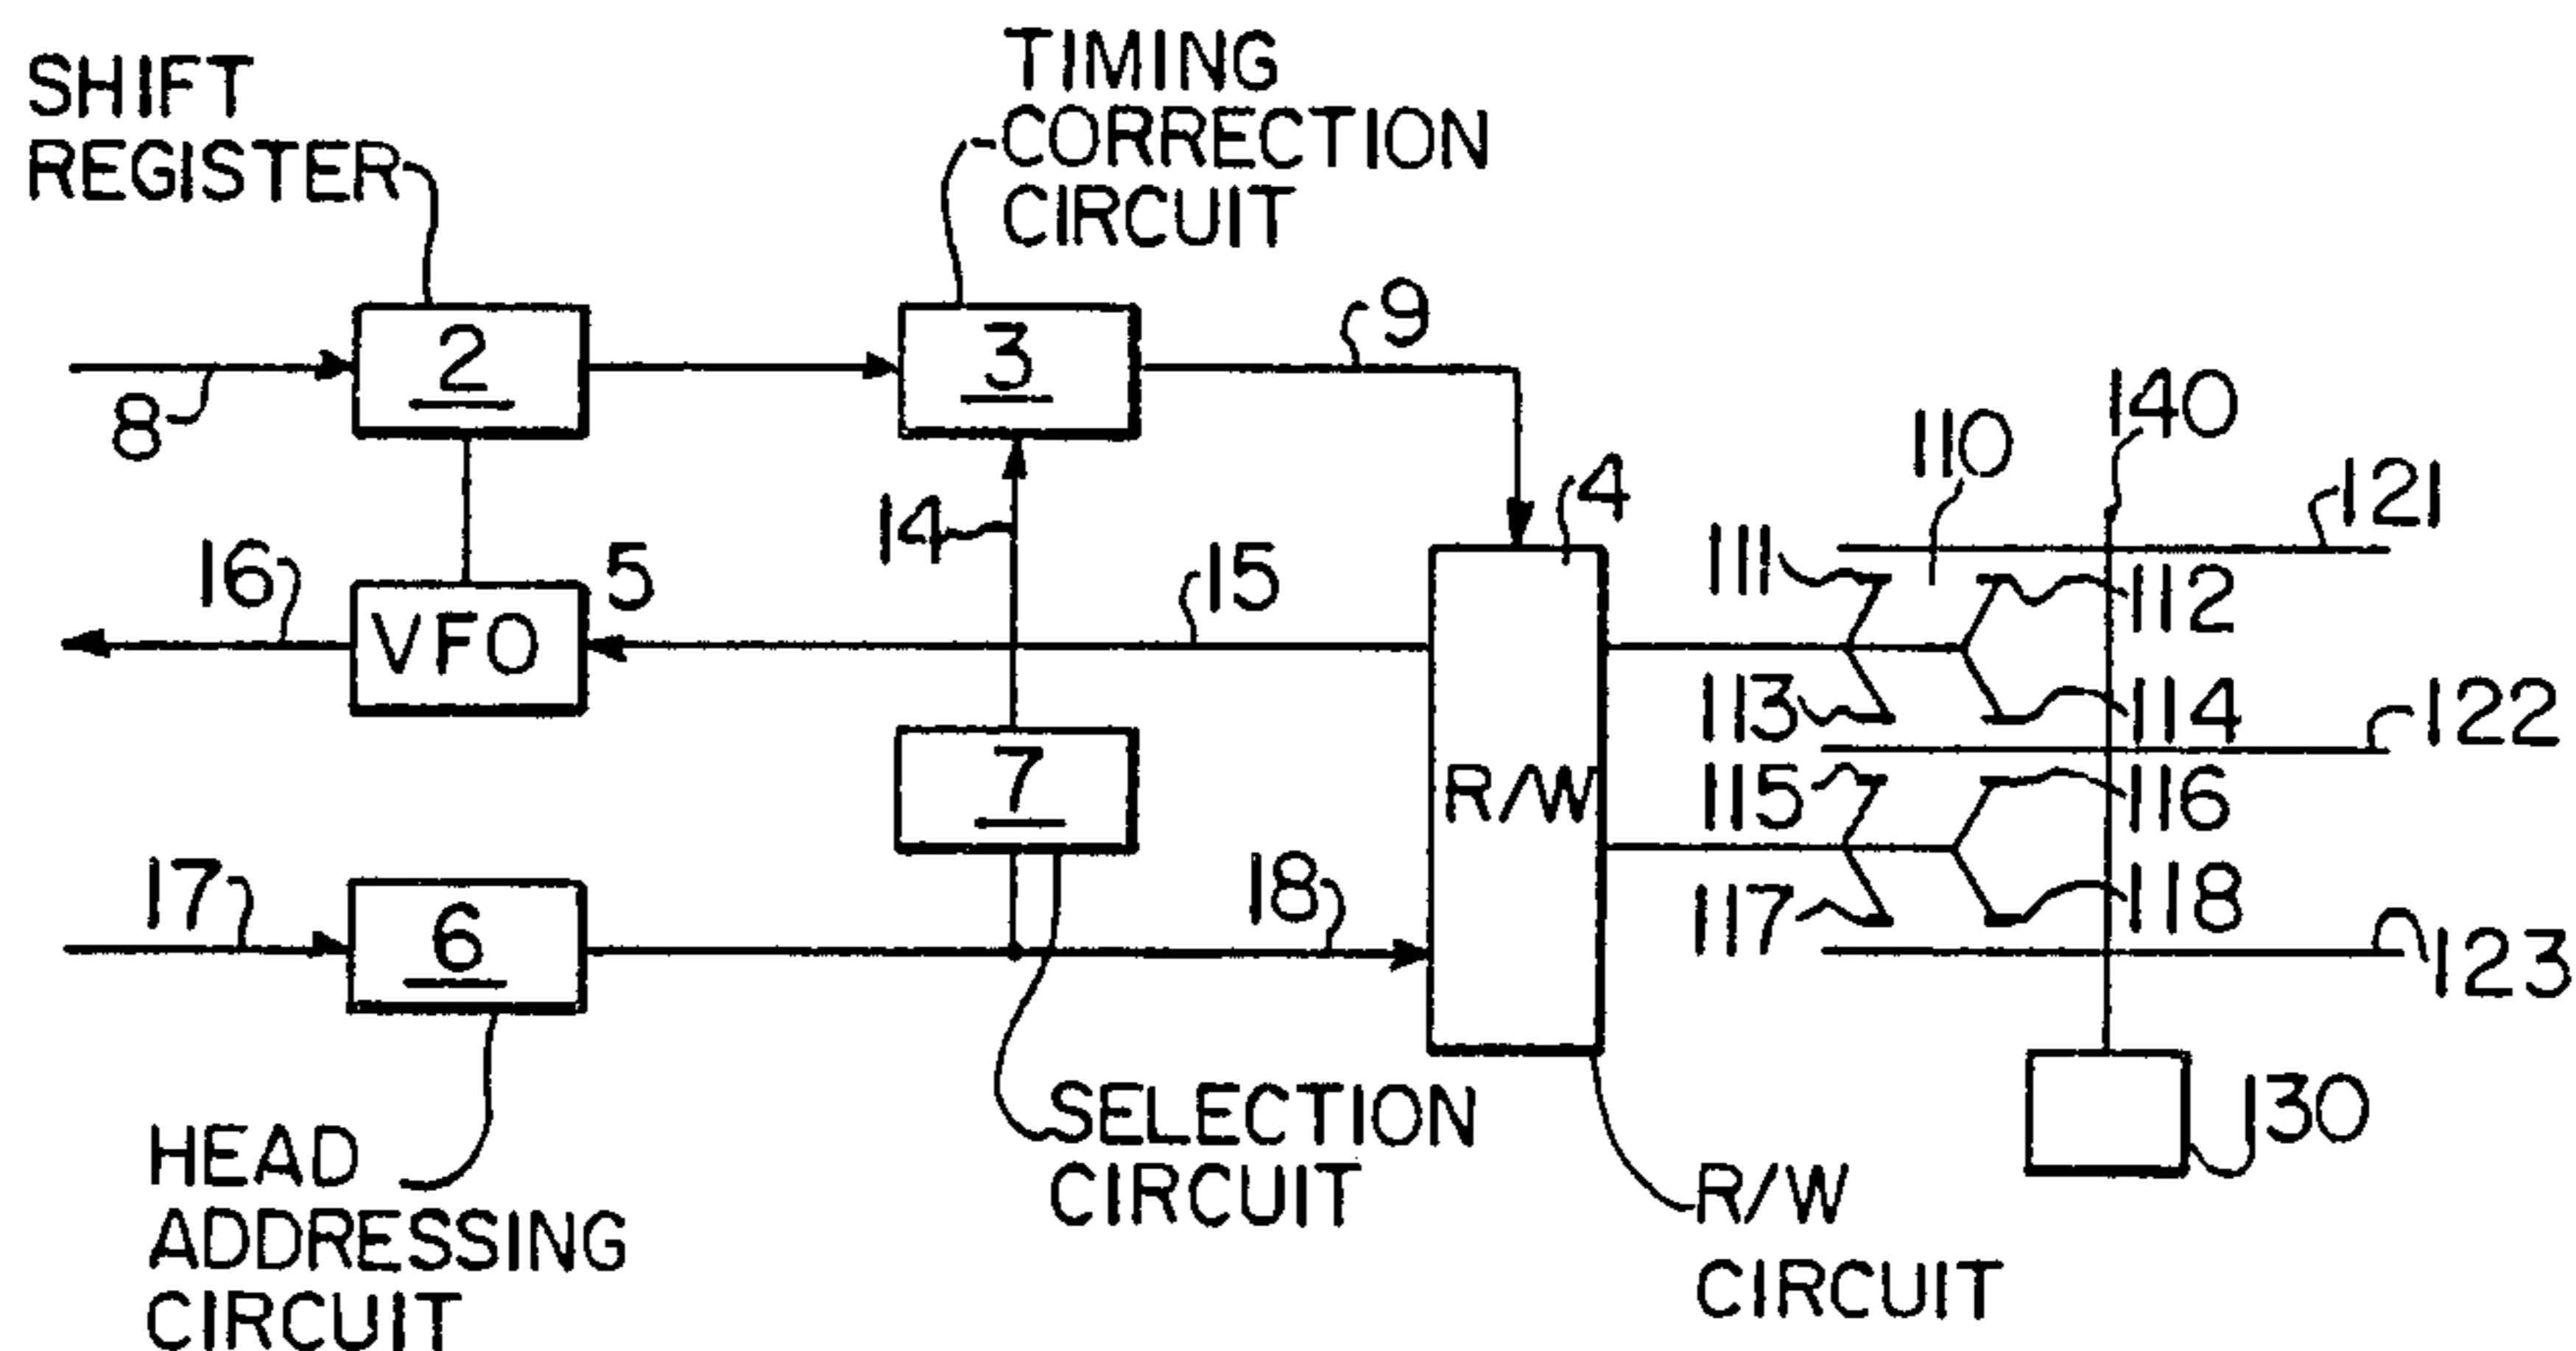 SHIFT
REGISTER
TIMING
CORRECTION
CIRCUIT
2
3
9
8
140
110
4
121
14
111
112
16
VFO
5
15
113
114
122
7
R/W
115
116
17
6
18
117
118
123
130
HEAD
ADDRESSING
CIRCUIT
SELECTION
CIRCUIT
R/W
CIRCUIT